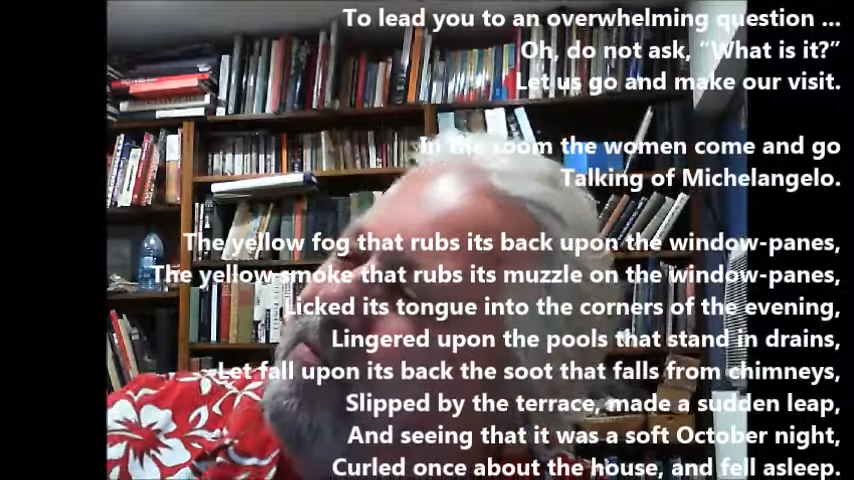 To lead you to an overwhelming question ...
Oh, do not ask, “What is it?”
Let us go and make our visit.
In the room the women come and go
Talking of Michelangelo.
The yellow fog that rubs its back upon the window-panes,
The yellow smoke that rubs its muzzle on the window-panes,
Licked its tongue into the corners of the evening,
Lingered upon the pools that stand in drains,
Let fall upon its back the soot that falls from chimneys,
Slipped by the terrace, made a sudden leap,
And seeing that it was a soft October night,
Curled once about the house, and fell asleep.